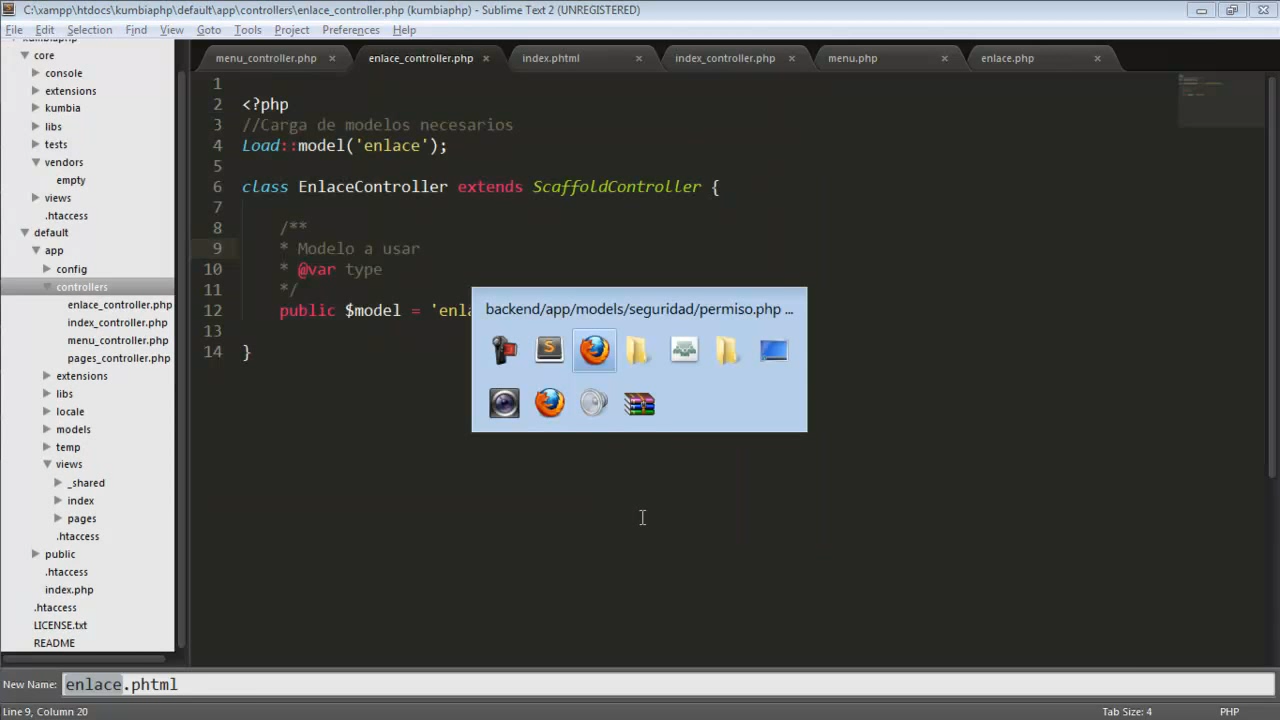 C:\xampp\htdocs\kumbiaphp\default\app\controllers\enlace_controller.php (kumbiaphp) - Sublime Text 2 (UNREGISTERED)
File Edit Selection Find View Goto Tools Project Preferences Help
kumbiaphp
core
console
extensions
kumbia
libs
tests
vendors
empty
views
.htaccess
default
app
config
controllers
enlace_controller.php
index_controller.php
menu_controller.php
pages_controller.php
extensions
libs
locale
models
temp
views
_shared
index
pages
.htaccess
public
.htaccess
index.php
.htaccess
LICENSE.txt
README
menu_controller.php × enlace_controller.php × index.phtml × index_controller.php × menu.php × enlace.php ×
1
2 <?php
3 //Carga de modelos necesarios
4 Load::model('enlace');
5
6 class EnlaceController extends ScaffoldController {
7
8 /**
9 * Modelo a usar
10 * @var type
11 */
12 public $model = 'enla
13
14 }
backend/app/models/seguridad/permiso.php ...
New Name: enlace.phtml
Line 9, Column 20 Tab Size: 4 PHP